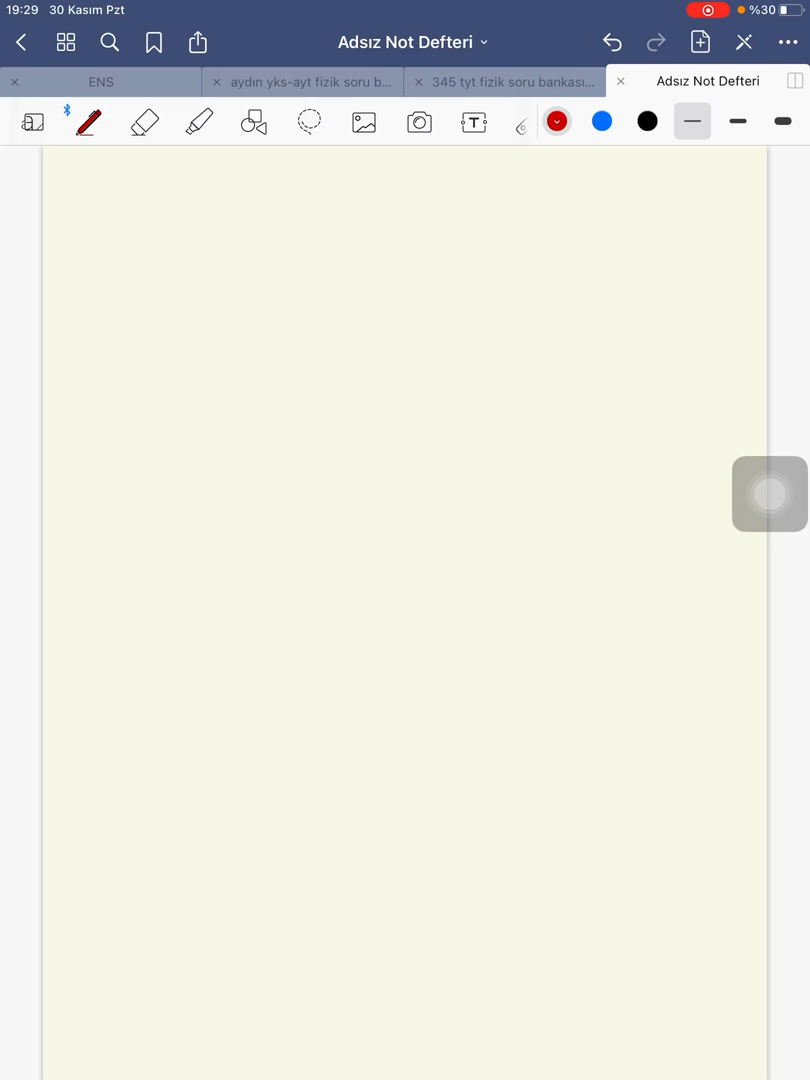 19:29 30 Kasım Pzt
%30
Adsız Not Defteri
ENS
aydın yks-ayt fizik soru b...
345 tyt fizik soru bankası...
Adsız Not Defteri
T